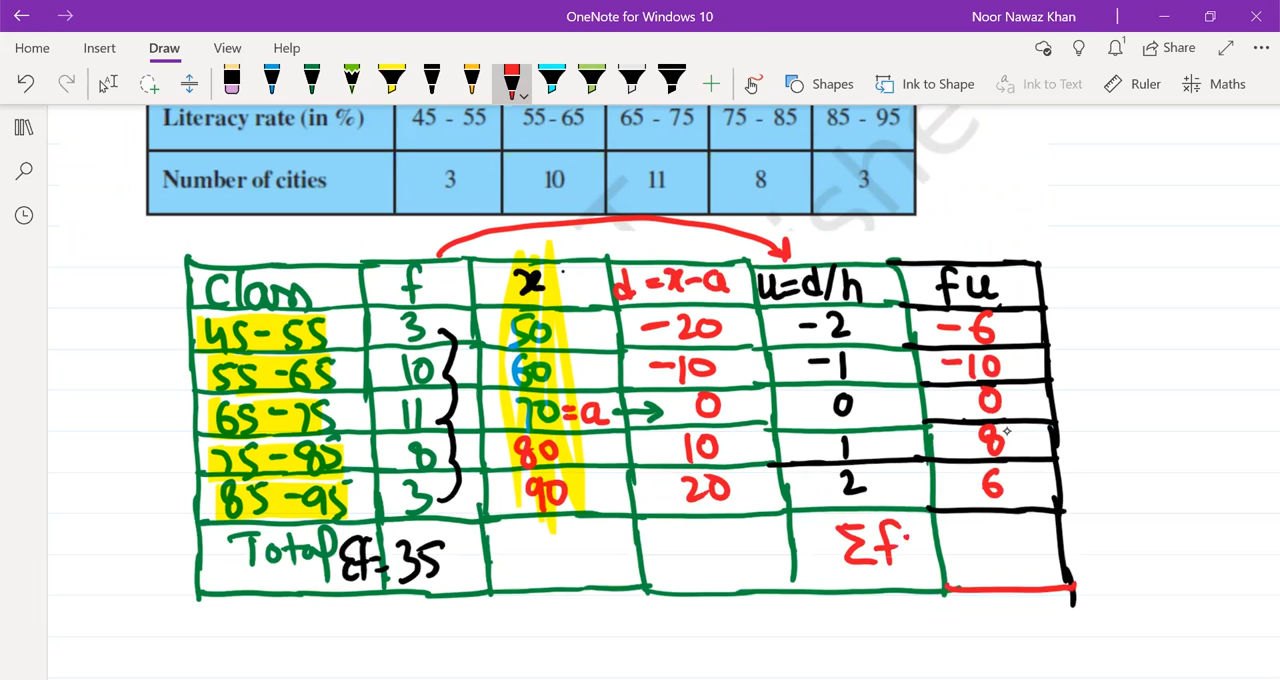 OneNote for Windows 10
Noor Nawaz Khan
Home Insert Draw View Help
1
Share
Shapes Ink to Shape Ink to Text Ruler Maths
Literacy rate (in %) 45 - 55 55-65 65 - 75 75 - 85 85 - 95
Number of cities 3 10 11 8 3
Class f x d = x-a u=d/h fu
45-55 3 50 -20 -2 -6
55-65 10 60 -10 -1 -10
65-75 11 70 =a → 0 0 0
75-85 8 80 10 1 8
85-95 3 90 20 2 6
Total Σf= 35 Σf